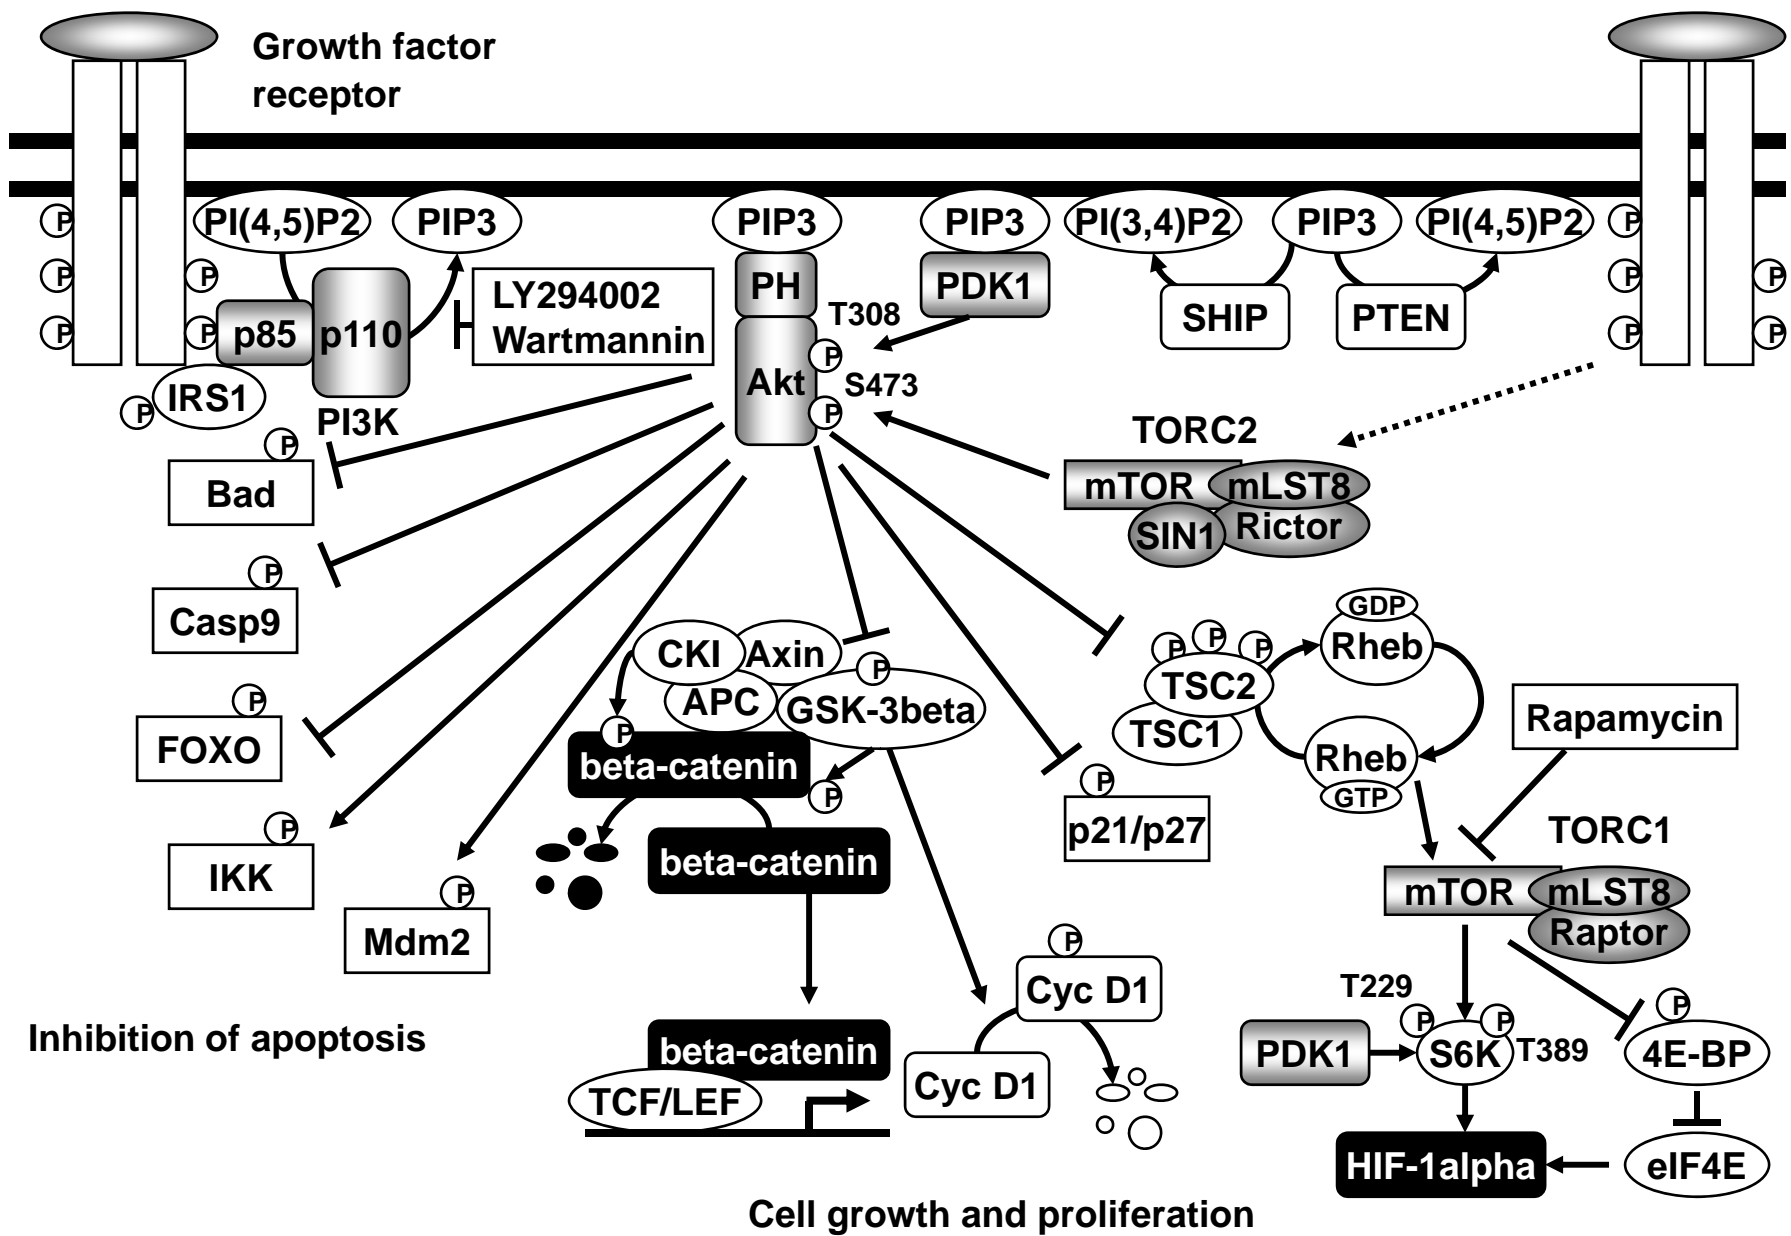 Growth factor
receptor
P
PI(4,5)P2
PIP3
PIP3
PIP3
PI(3,4)P2
PIP3
PI(4,5)P2
P
P
P
P
P
PH
PDK1
LY294002
Wartmannin
T308
SHIP
PTEN
P
P
p85
p110
P
P
P
Akt
S473
IRS1
P
P
PI3K
TORC2
P
Bad
mTOR
mLST8
SIN1
Rictor
P
Casp9
GDP
Rheb
P
P
P
CKI
Axin
P
TSC2
APC
GSK-3beta
TSC1
P
FOXO
P
Rapamycin
beta-catenin
Rheb
GTP
P
P
p21/p27
P
IKK
beta-catenin
TORC1
mTOR
mLST8
Raptor
P
Mdm2
P
Cyc D1
T229
P
P
P
Inhibition of apoptosis
beta-catenin
PDK1
S6K
T389
4E-BP
TCF/LEF
Cyc D1
HIF-1alpha
eIF4E
Cell growth and proliferation